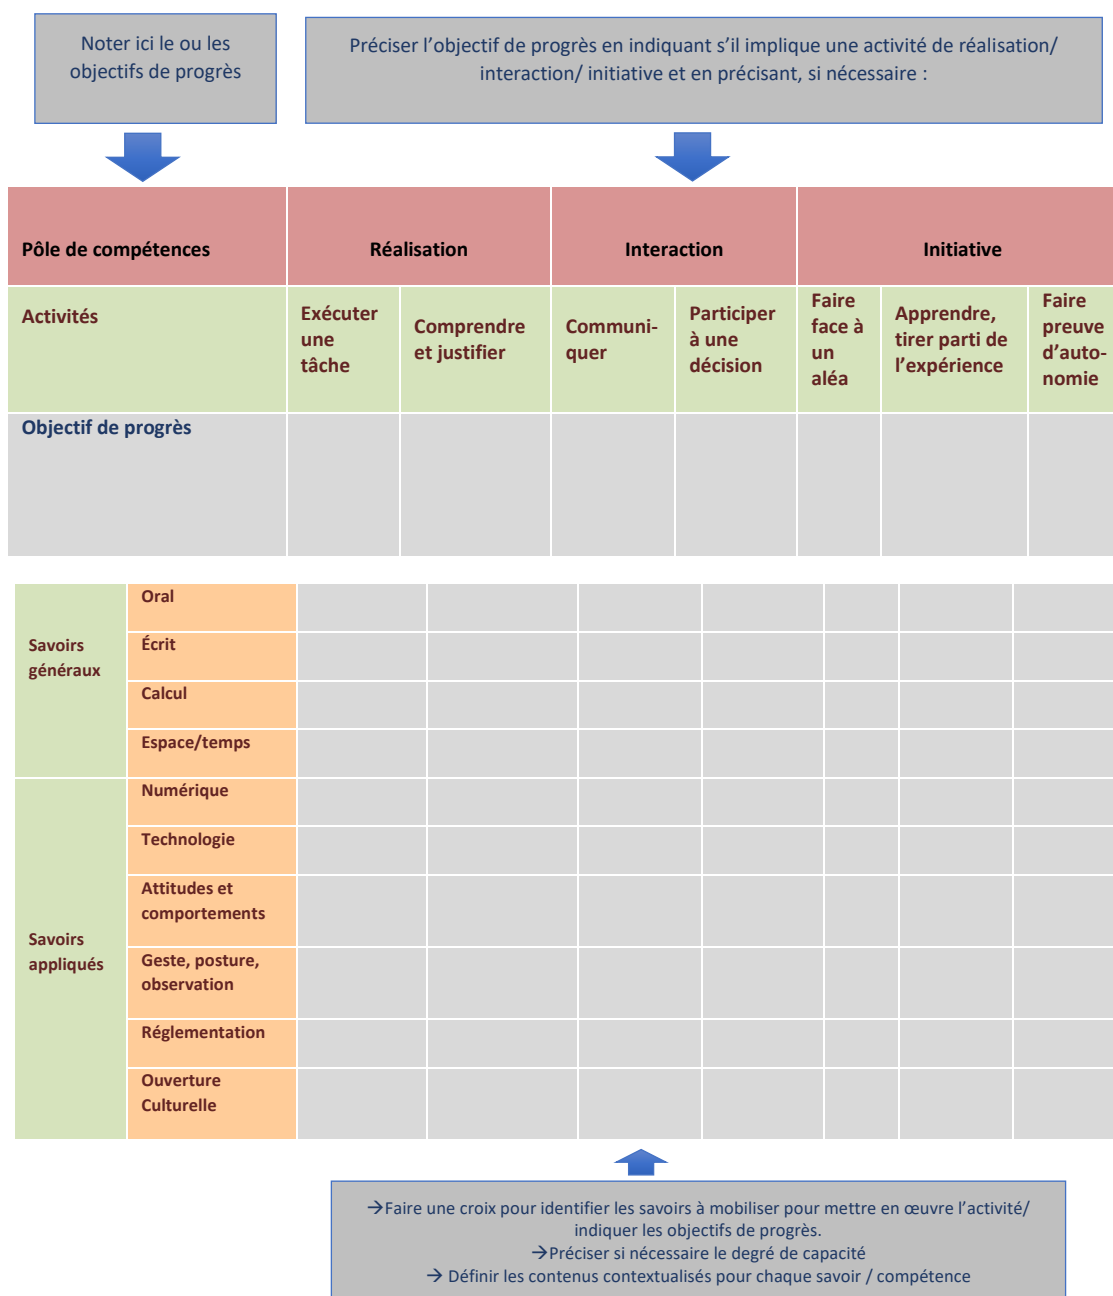 Noter ici le ou les
objectifs de progrès
Préciser l’objectif de progrès en indiquant s’il implique une activité de réalisation/
interaction/ initiative et en précisant, si nécessaire :
Pôle de compétences
Réalisation
Interaction
Initiative
Activités
Exécuter
une
tâche
Comprendre
et justifier
Communi-
quer
Participer
à une
décision
Faire
face à
un
aléa
Apprendre,
tirer parti de
l’expérience
Faire
preuve
d’auto-
nomie
Objectif de progrès
Savoirs
généraux
Oral
Écrit
Calcul
Espace/temps
Savoirs
appliqués
Numérique
Technologie
Attitudes et
comportements
Geste, posture,
observation
Réglementation
Ouverture
Culturelle
→Faire une croix pour identifier les savoirs à mobiliser pour mettre en œuvre l’activité/
indiquer les objectifs de progrès.
→Préciser si nécessaire le degré de capacité
→ Définir les contenus contextualisés pour chaque savoir / compétence